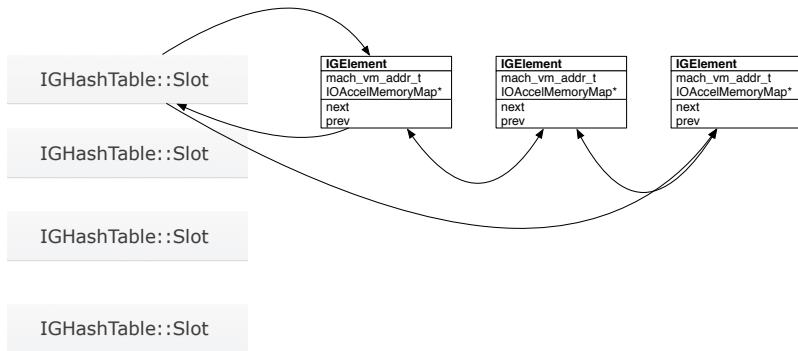 IGHashTable::Slot
IGElement
mach_vm_addr_t
IOAccelMemoryMap*
next
prev
IGElement
mach_vm_addr_t
IOAccelMemoryMap*
next
prev
IGElement
mach_vm_addr_t
IOAccelMemoryMap*
next
prev
IGHashTable::Slot
IGHashTable::Slot
IGHashTable::Slot